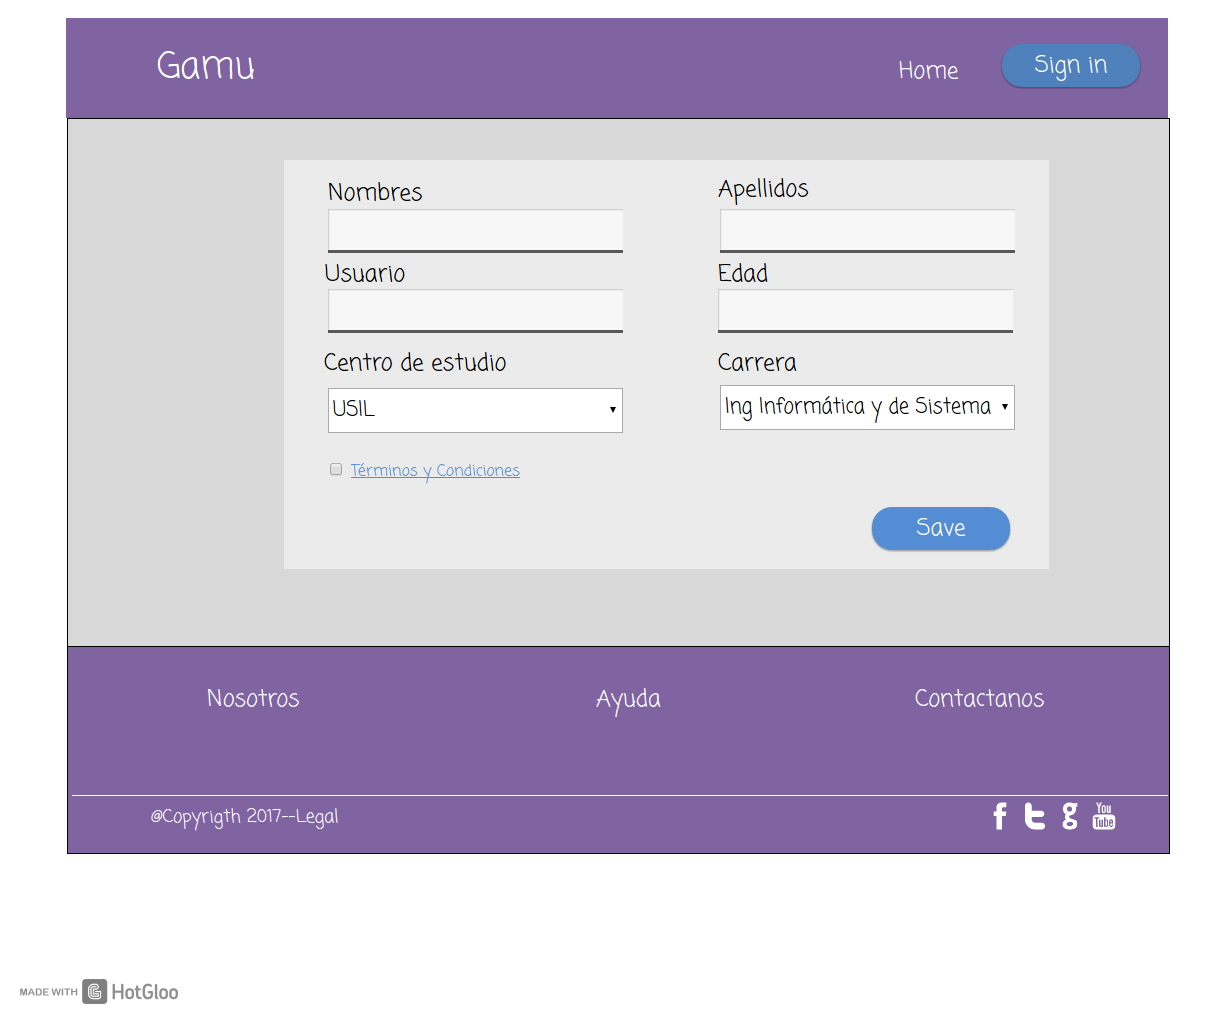 Gamu
Home
Sign in
Nombres
Apellidos
Usuario
Edad
Centro de estudio
Carrera
USIL
Ing Informática y de Sistema
Términos y Condiciones
Save
Nosotros
Ayuda
Contactanos
@Copyrigth 2017--Legal
You
Tube
MADE WITH HotGloo